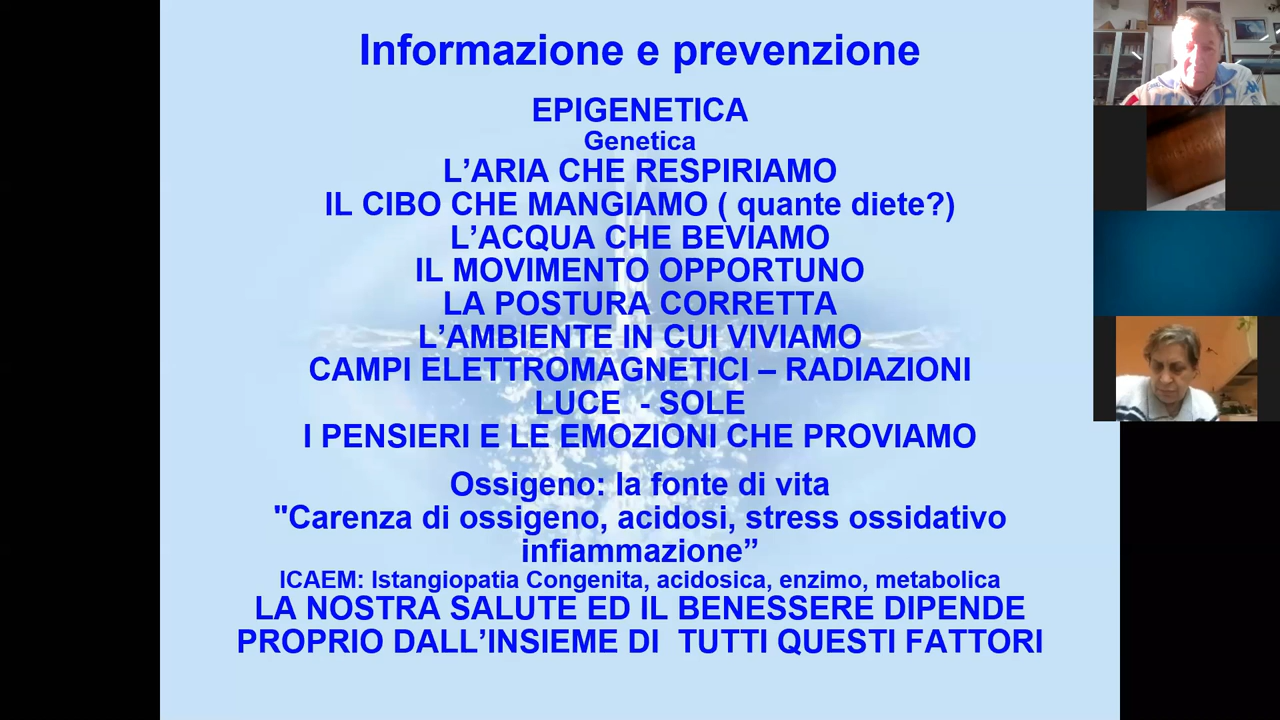 Informazione e prevenzione
EPIGENETICA
Genetica
L’ARIA CHE RESPIRIAMO
IL CIBO CHE MANGIAMO ( quante diete?)
L’ACQUA CHE BEVIAMO
IL MOVIMENTO OPPORTUNO
LA POSTURA CORRETTA
L’AMBIENTE IN CUI VIVIAMO
CAMPI ELETTROMAGNETICI – RADIAZIONI
LUCE  - SOLE
I PENSIERI E LE EMOZIONI CHE PROVIAMO
Ossigeno: la fonte di vita
"Carenza di ossigeno, acidosi, stress ossidativo
infiammazione”
ICAEM: Istangiopatia Congenita, acidosica, enzimo, metabolica
LA NOSTRA SALUTE ED IL BENESSERE DIPENDE
PROPRIO DALL’INSIEME DI  TUTTI QUESTI FATTORI